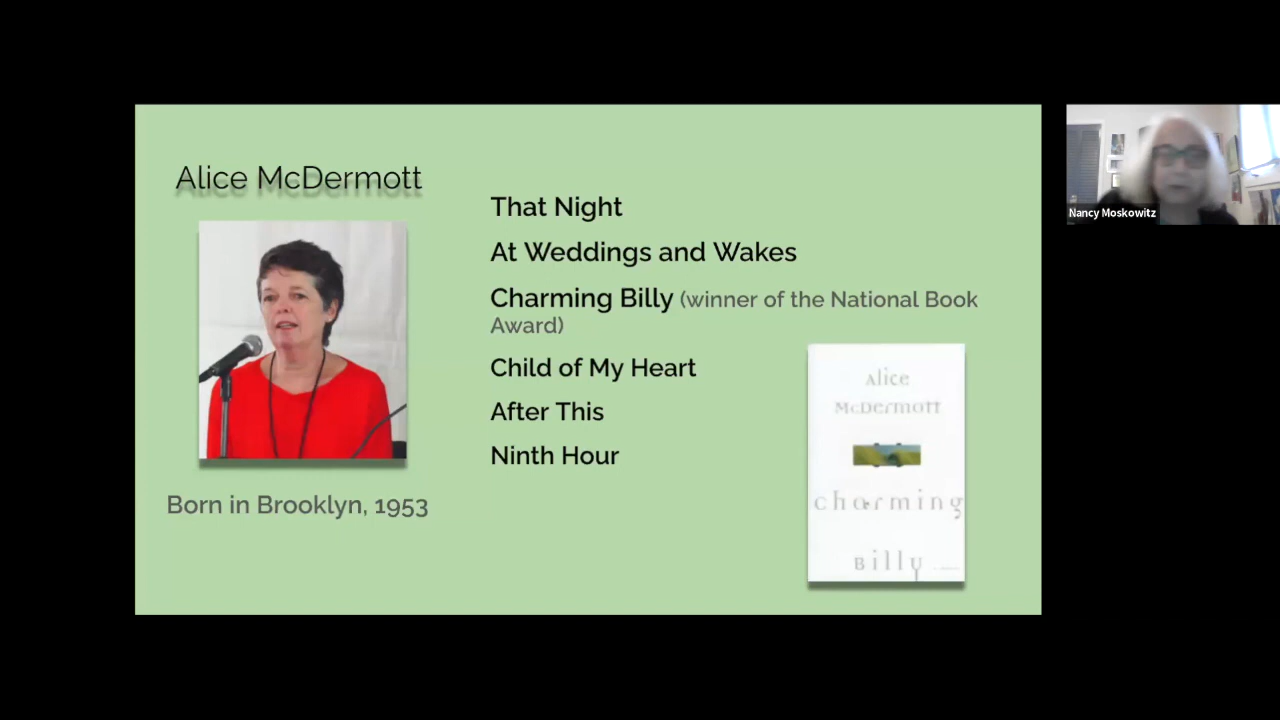 Alice McDermott
Born in Brooklyn, 1953
That Night
At Weddings and Wakes
Charming Billy (winner of the National Book
Award)
Child of My Heart
After This
Ninth Hour
Alice
McDermott
charming
Billy
Nancy Moskowitz